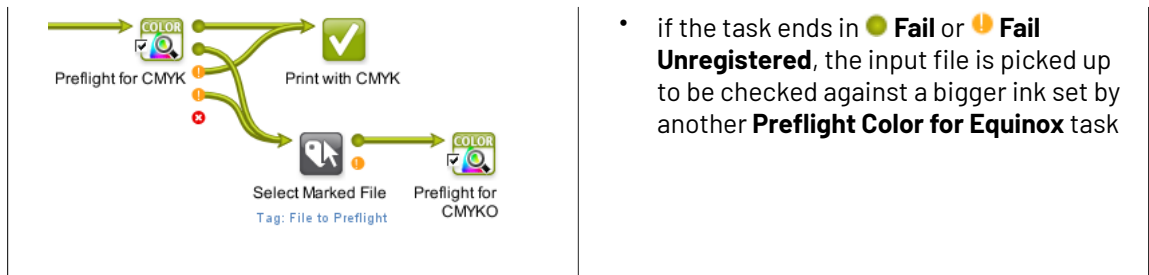 COLOR
Preflight for CMYK
Print with CMYK
COLOR
Select Marked File
Tag: File to Preflight
Preflight for
CMYKO
• if the task ends in Fail or Fail
Unregistered, the input file is picked up
to be checked against a bigger ink set by
another Preflight Color for Equinox task